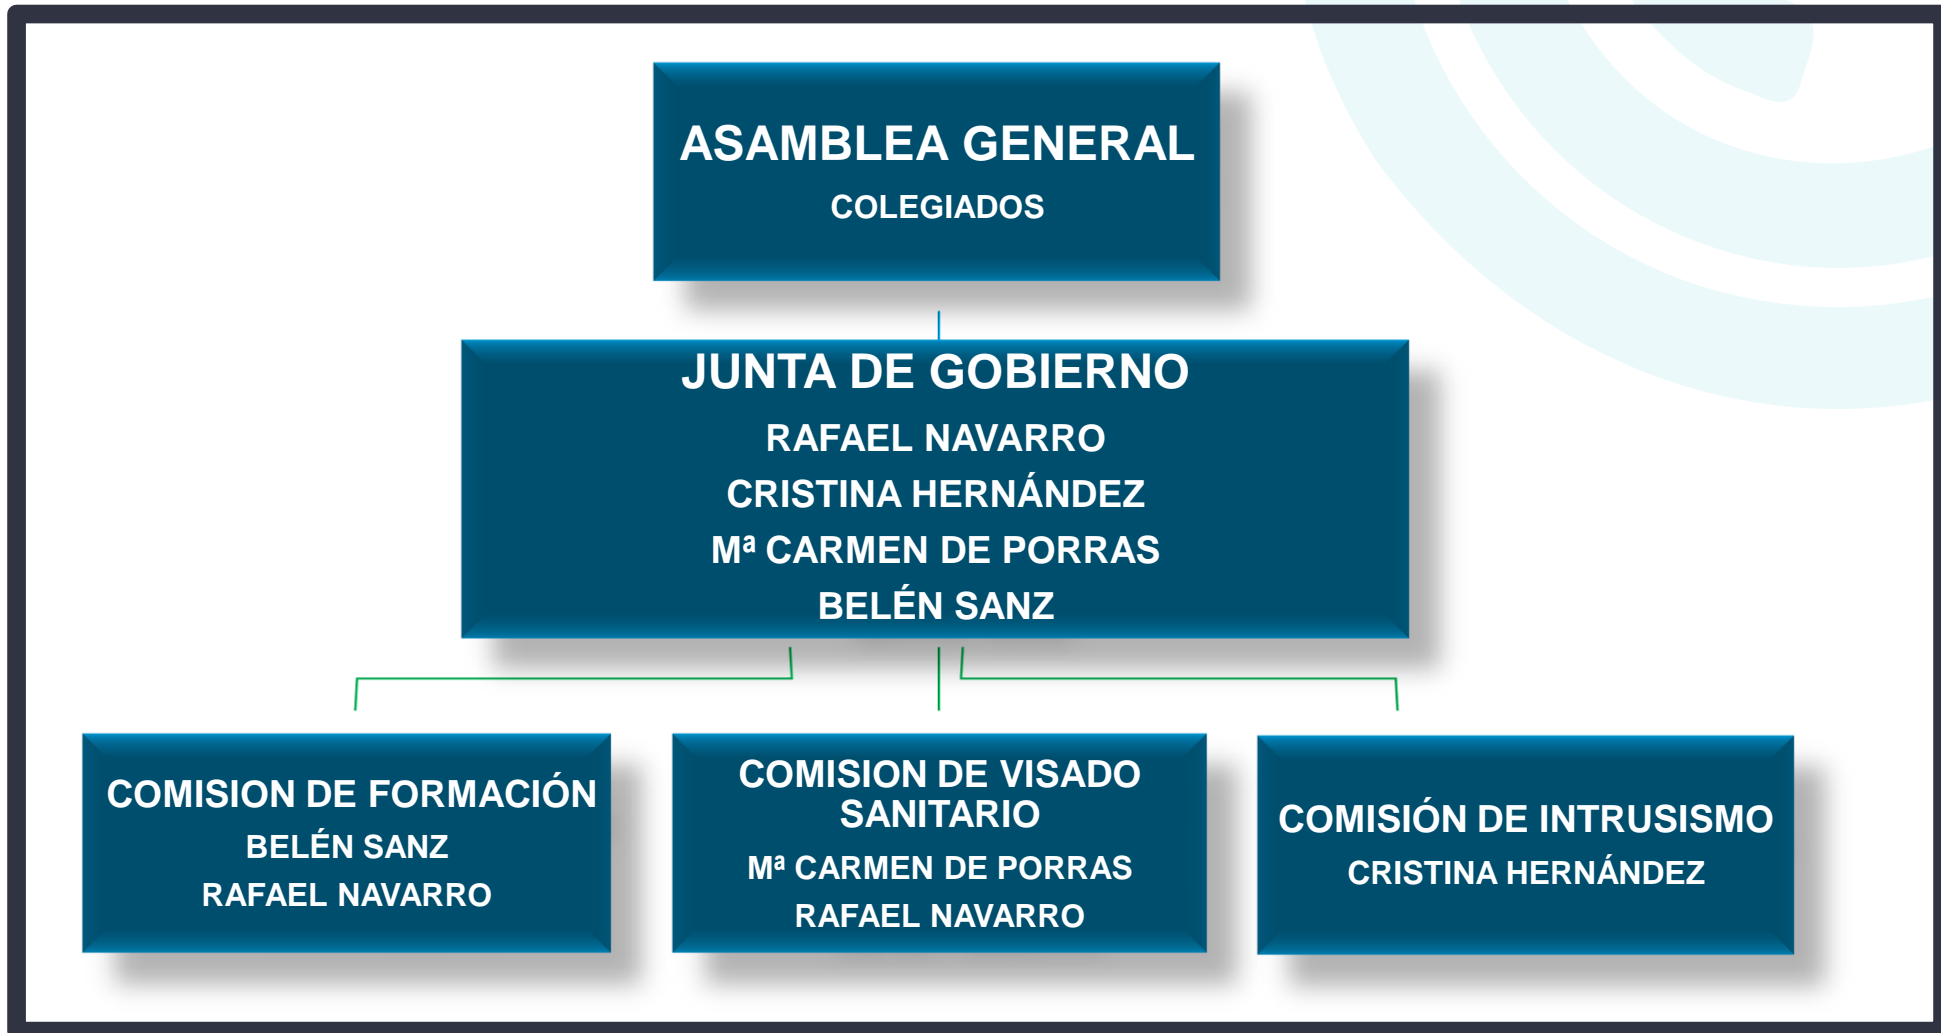 ASAMBLEA GENERAL
COLEGIADOS
JUNTA DE GOBIERNO
RAFAEL NAVARRO
CRISTINA HERNÁNDEZ
Mª CARMEN DE PORRAS
BELÉN SANZ
COMISION DE FORMACIÓN
BELÉN SANZ
RAFAEL NAVARRO
COMISION DE VISADO
SANITARIO
Mª CARMEN DE PORRAS
RAFAEL NAVARRO
COMISIÓN DE INTRUSISMO
CRISTINA HERNÁNDEZ